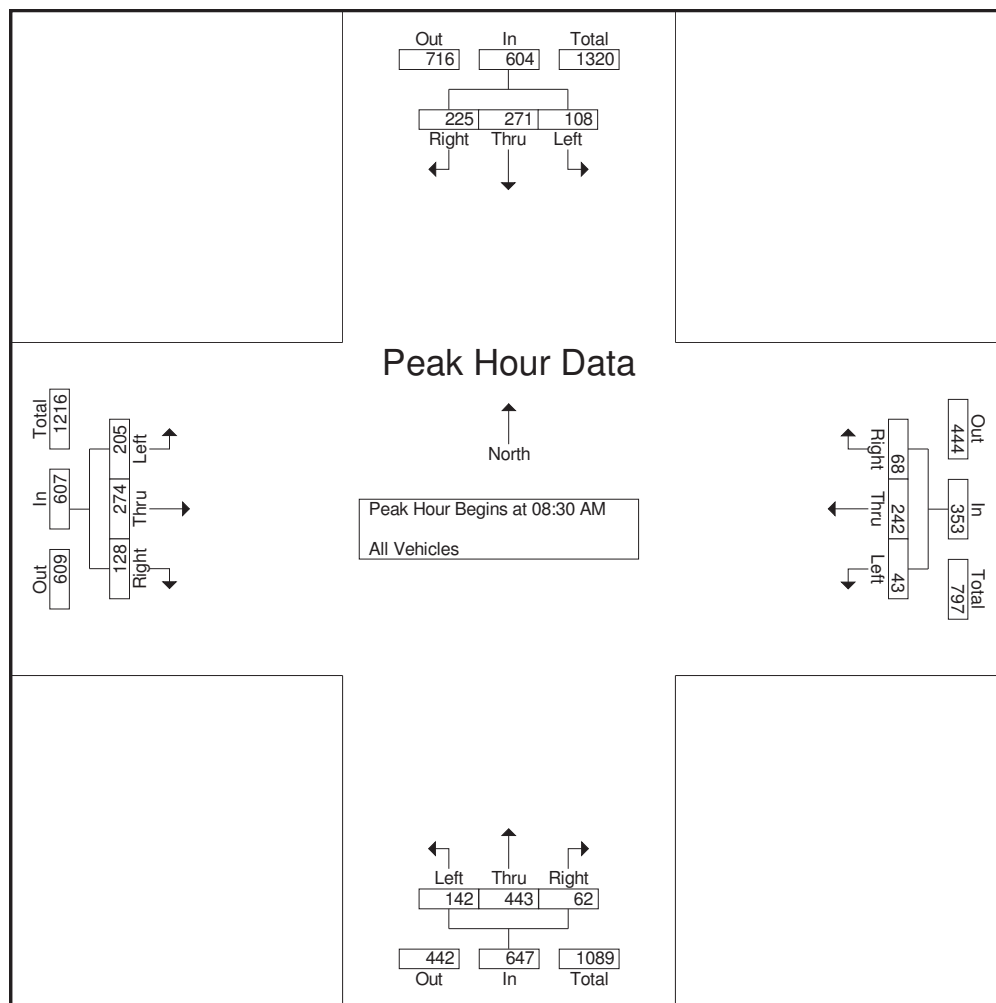 Out In Total
716 604 1320
225 271 108
Right Thru Left
Peak Hour Data
North
Peak Hour Begins at 08:30 AM
All Vehicles
Total In Out
1216 607 609
205 274 128
Left Thru Right
Out In Total
444 353 797
68 242 43
Right Thru Left
Left Thru Right
142 443 62
442 647 1089
Out In Total